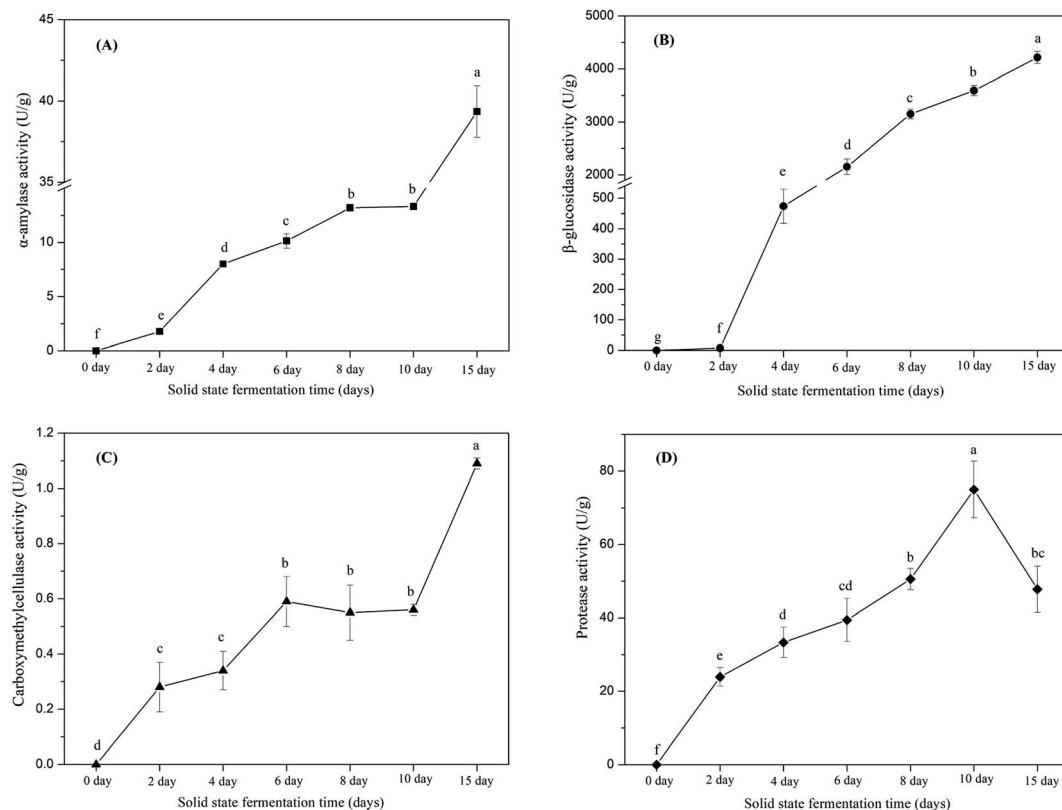 (A)
α-amylase activity (U/g)
45
40
35
10
5
0
f
e
d
c
b
b
a
0 day 2 day 4 day 6 day 8 day 10 day 15 day
Solid state fermentation time (days)
(B)
β-glucosidase activity (U/g)
5000
4000
3000
2000
500
400
300
200
100
0
g
f
e
d
c
b
a
0 day 2 day 4 day 6 day 8 day 10 day 15 day
Solid state fermentation time (days)
(C)
Carboxymethylcellulase activity (U/g)
1.2
1.0
0.8
0.6
0.4
0.2
0.0
d
c
c
b
b
b
a
0 day 2 day 4 day 6 day 8 day 10 day 15 day
Solid state fermentation time (days)
(D)
Protease activity (U/g)
80
60
40
20
0
f
e
d
cd
b
a
bc
0 day 2 day 4 day 6 day 8 day 10 day 15 day
Solid state fermentation time (days)